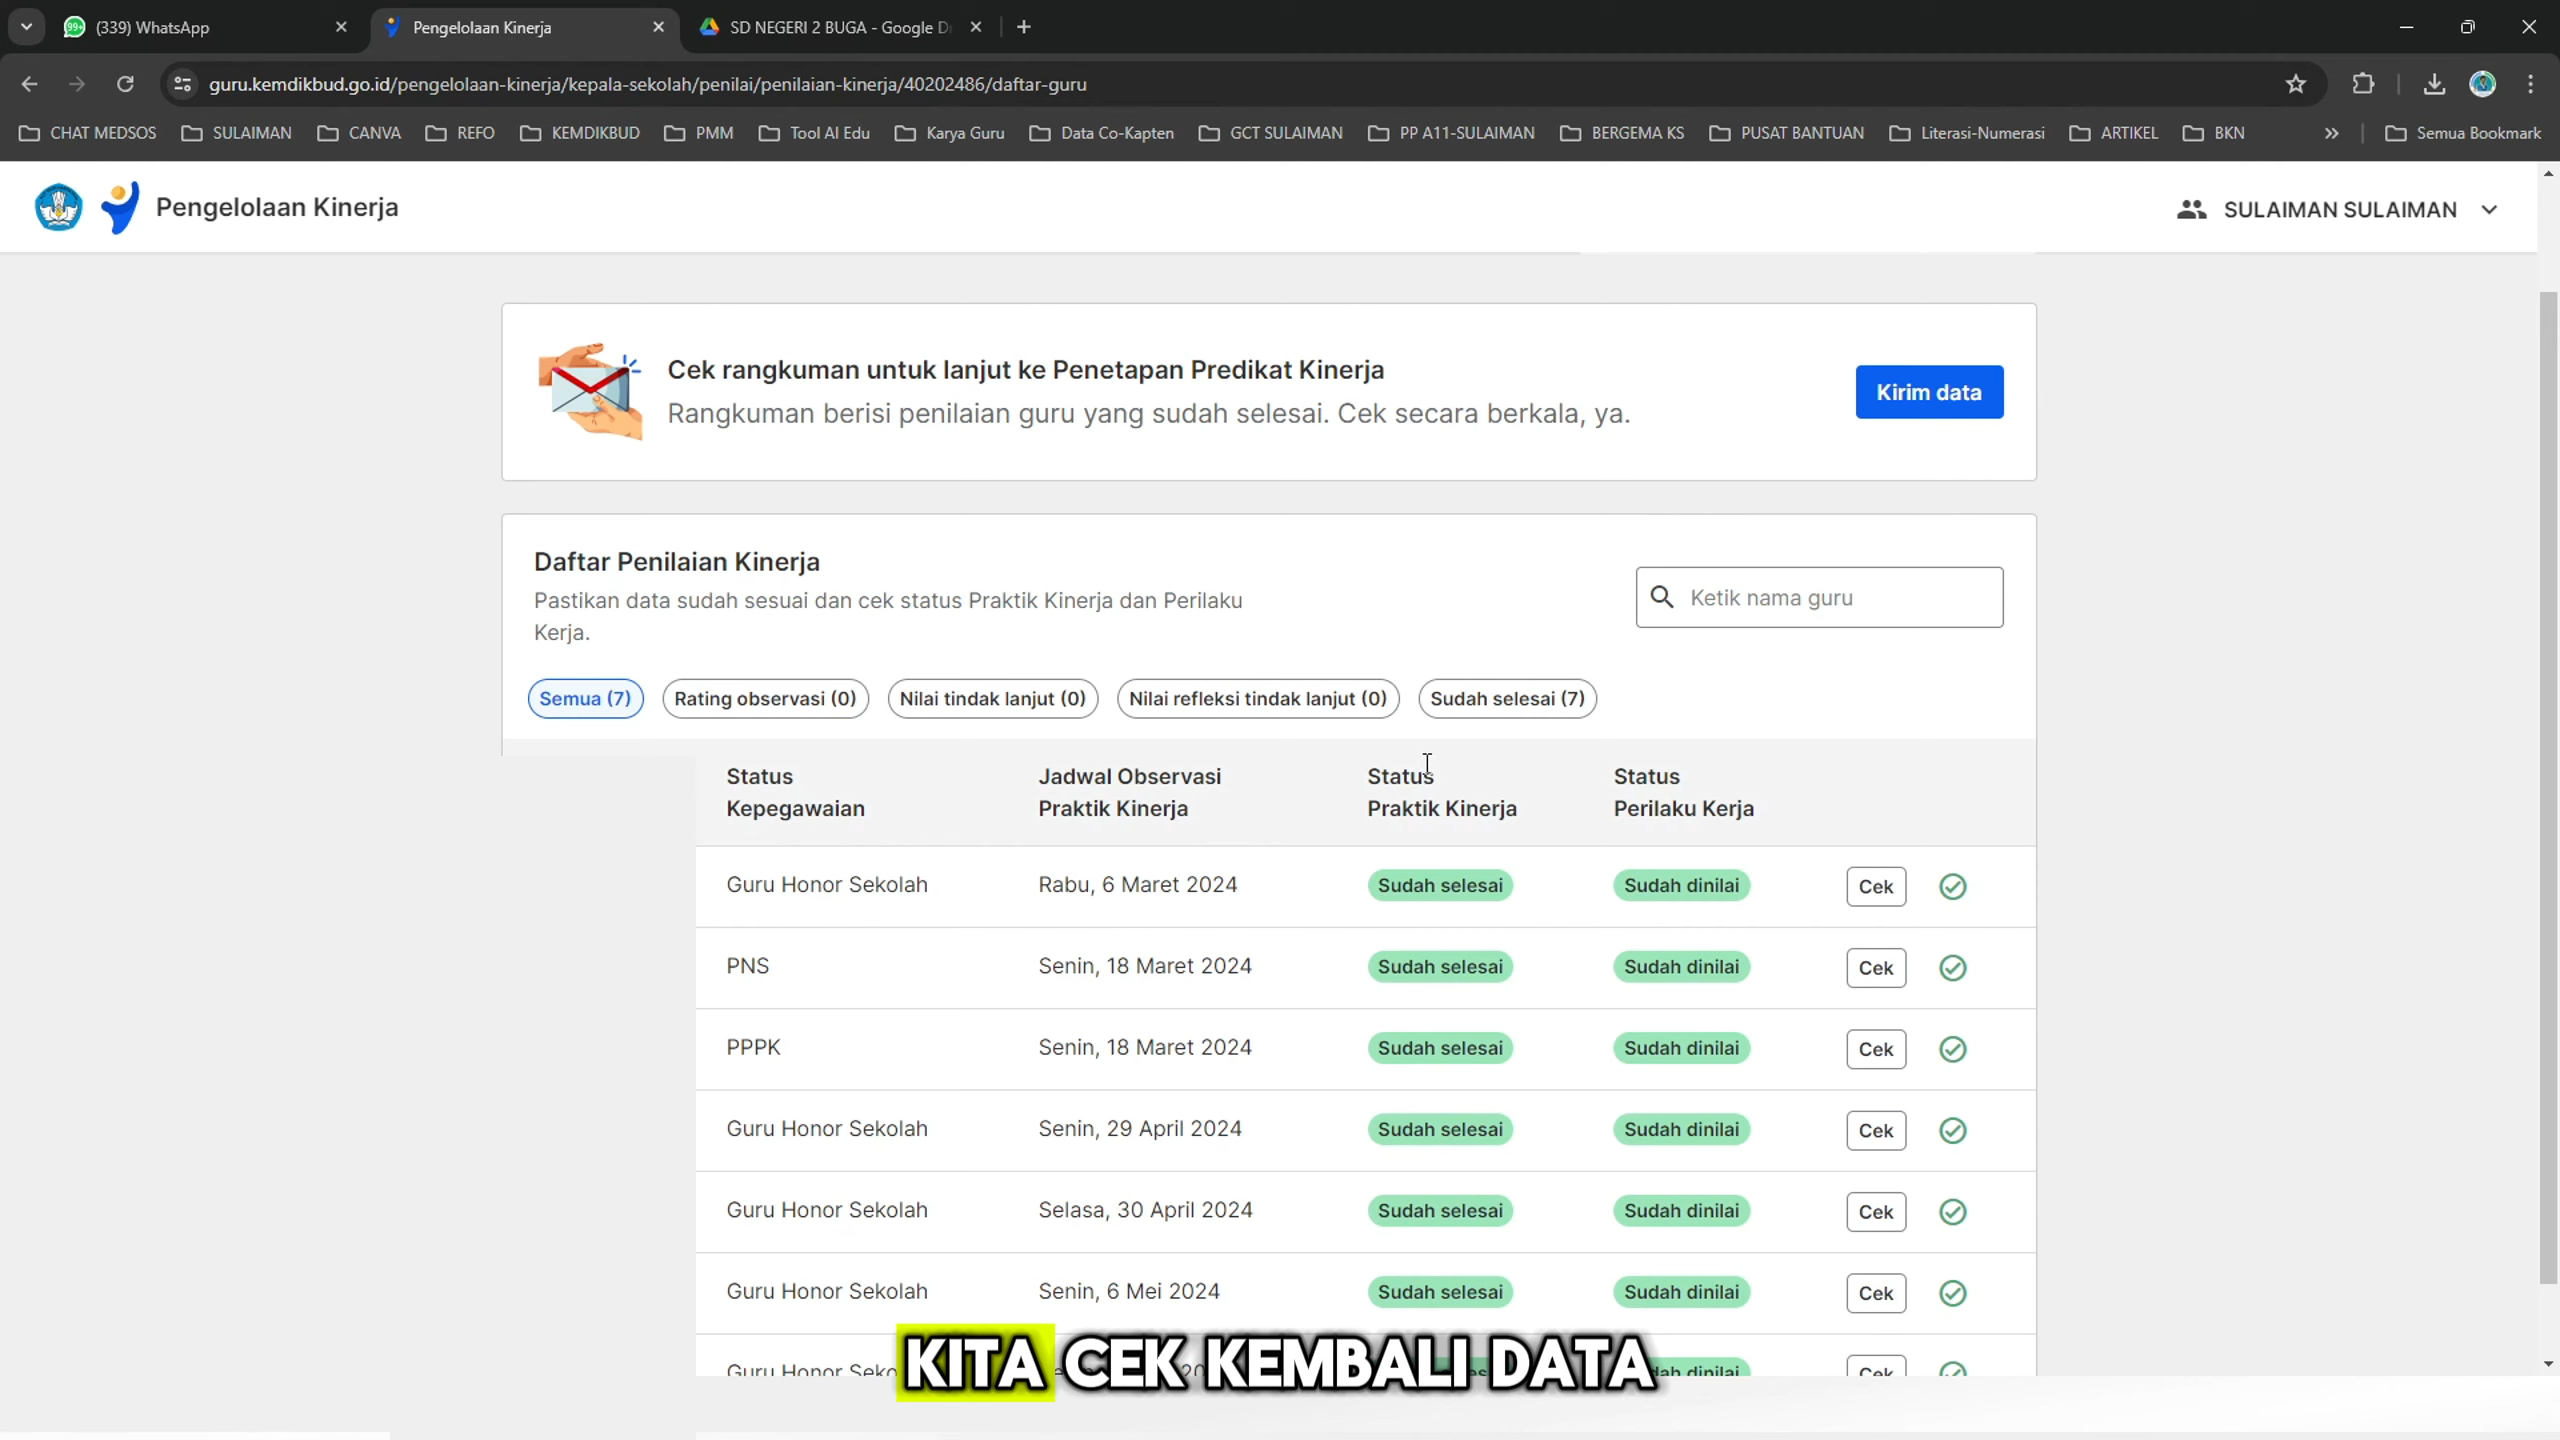 (339) WhatsApp
Pengelolaan Kinerja
SD NEGERI 2 BUGA - Google D
guru.kemdikbud.go.id/pengelolaan-kinerja/kepala-sekolah/penilai/penilaian-kinerja/40202486/daftar-guru
CHAT MEDSOS SULAIMAN CANVA REFO KEMDIKBUD PMM Tool AI Edu Karya Guru Data Co-Kapten GCT SULAIMAN PP A11-SULAIMAN BERGEMA KS PUSAT BANTUAN Literasi-Numerasi ARTIKEL BKN » Semua Bookmark
Pengelolaan Kinerja
SULAIMAN SULAIMAN
Cek rangkuman untuk lanjut ke Penetapan Predikat Kinerja
Rangkuman berisi penilaian guru yang sudah selesai. Cek secara berkala, ya.
Kirim data
Daftar Penilaian Kinerja
Pastikan data sudah sesuai dan cek status Praktik Kinerja dan Perilaku
Kerja.
Ketik nama guru
Semua (7) Rating observasi (0) Nilai tindak lanjut (0) Nilai refleksi tindak lanjut (0) Sudah selesai (7)
Status Jadwal Observasi Status Status
Kepegawaian Praktik Kinerja Praktik Kinerja Perilaku Kerja
Guru Honor Sekolah Rabu, 6 Maret 2024 Sudah selesai Sudah dinilai Cek
PNS Senin, 18 Maret 2024 Sudah selesai Sudah dinilai Cek
PPPK Senin, 18 Maret 2024 Sudah selesai Sudah dinilai Cek
Guru Honor Sekolah Senin, 29 April 2024 Sudah selesai Sudah dinilai Cek
Guru Honor Sekolah Selasa, 30 April 2024 Sudah selesai Sudah dinilai Cek
Guru Honor Sekolah Senin, 6 Mei 2024 Sudah selesai Sudah dinilai Cek
Guru Honor dinilai Cek
KITA CEK KEMBALI DATA